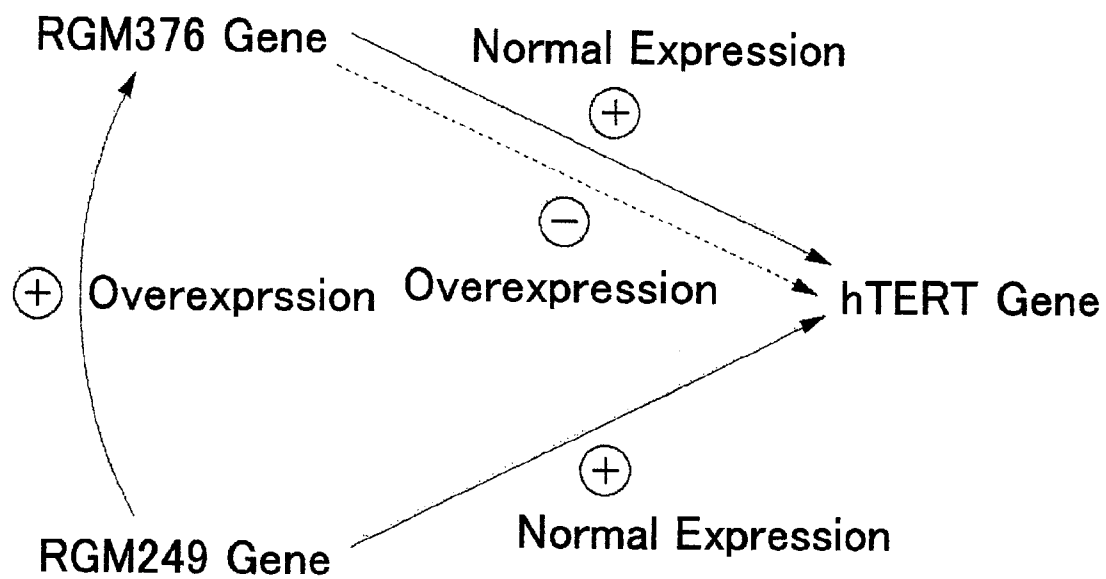 RGM376 Gene
Normal Expression
+
−
+ Overexprssion
Overexpression
hTERT Gene
+
Normal Expression
RGM249 Gene